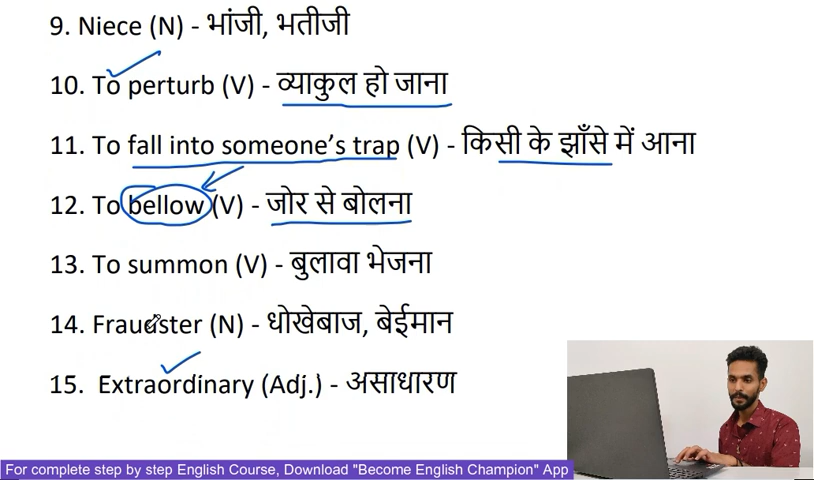 9. Niece (N) - भांजी, भतीजी
10. To perturb (V) - व्याकुल हो जाना
11. To fall into someone's trap (V) - किसी के झाँसे में आना
12. To bellow (V) - जोर से बोलना
13. To summon (V) - बुलावा भेजना
14. Fraudster (N) - धोखेबाज, बेईमान
15. Extraordinary (Adj.) - असाधारण
For complete step by step English Course, Download "Become English Champion" App